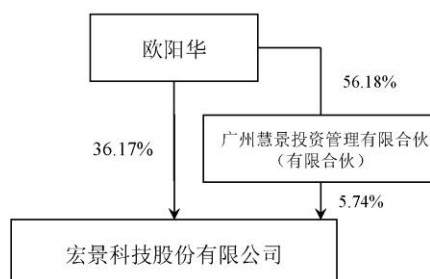 欧阳华
56.18%
36.17%
广州慧景投资管理有限合伙
（有限合伙）
5.74%
宏景科技股份有限公司